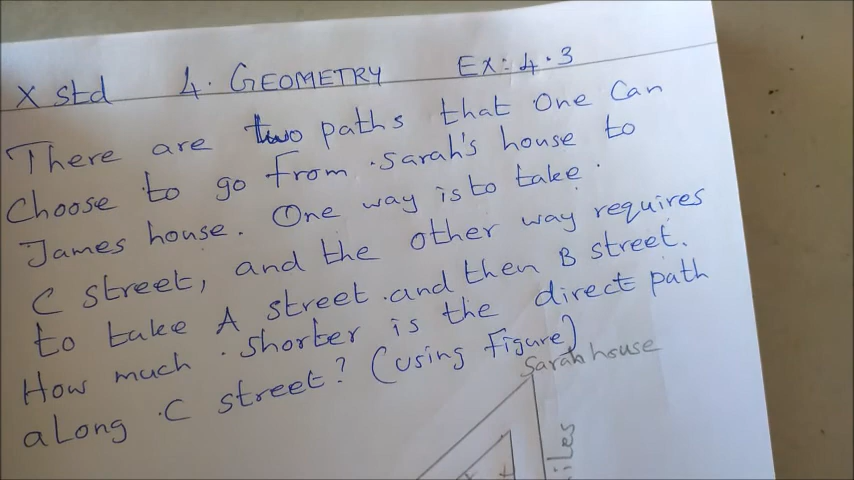 X std 4. GEOMETRY Ex: 4.3
There are two paths that one can
choose to go from Sarah's house to
James house. One way is to take
C street, and the other way requires
to take A street and then B street.
How much shorter is the direct path
along C street? (using figure)
Sarah house
iles